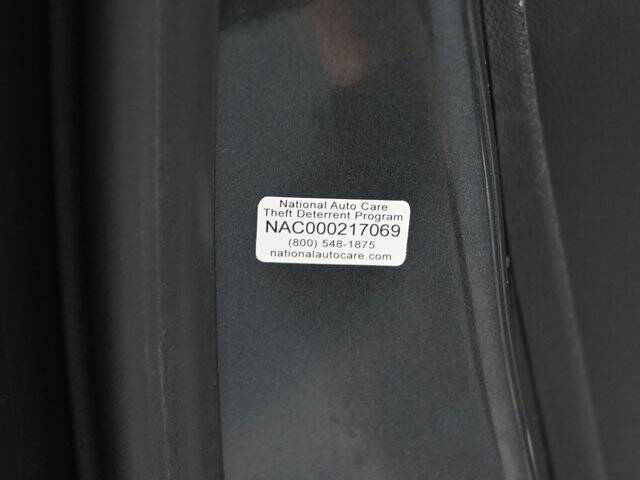 National Auto Care
Theft Deterrent Program
NAC000217069
(800) 548-1875
nationalautocare.com